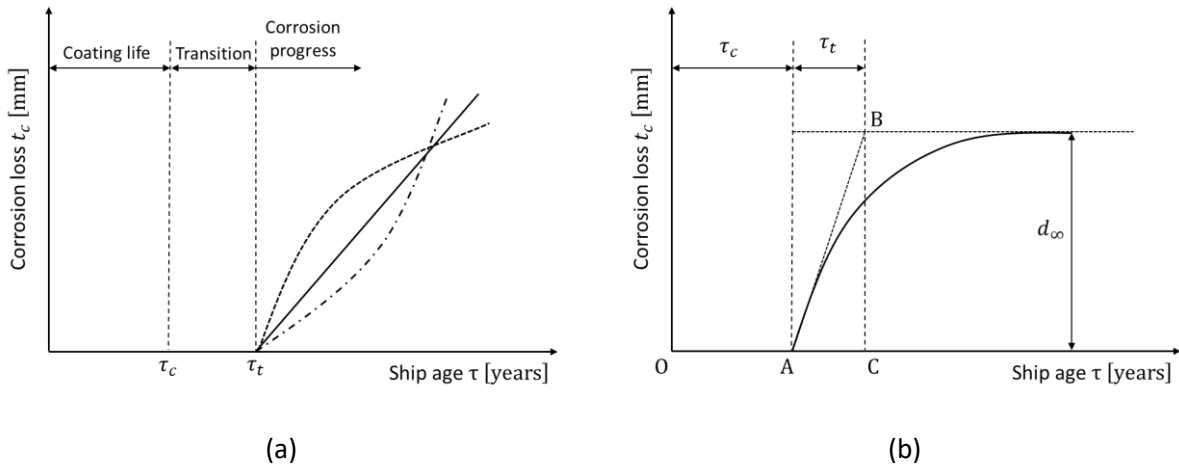 Coating life
Transition
Corrosion
progress
Corrosion loss t_c [mm]
τ_c
τ_t
Ship age τ [years]
(a)
τ_c
τ_t
B
d_∞
Corrosion loss t_c [mm]
O
A
C
Ship age τ [years]
(b)